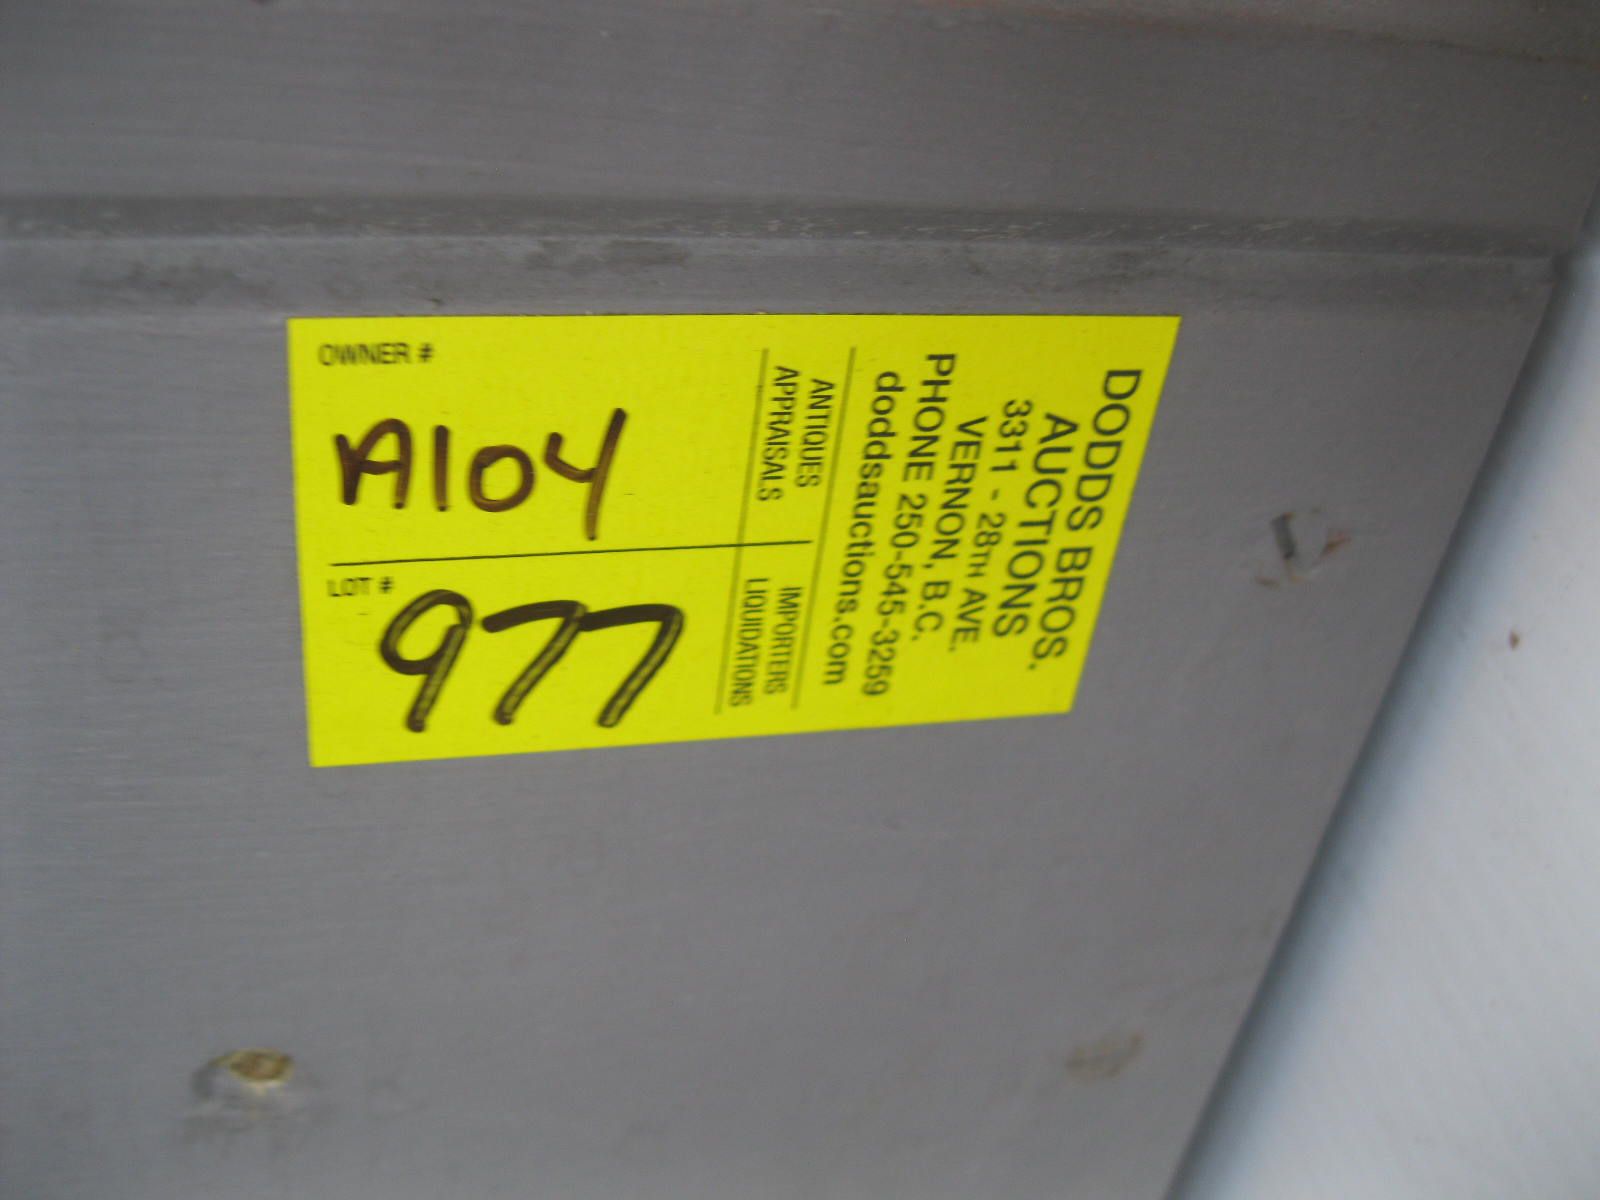 DODDS BROS.
AUCTIONS
3311 - 28TH AVE.
VERNON, B.C.
PHONE 250-545-3259
doddsauctions.com
ANTIQUES
APPRAISALS
IMPORTERS
LIQUIDATIONS
OWNER #
A104
LOT #
977